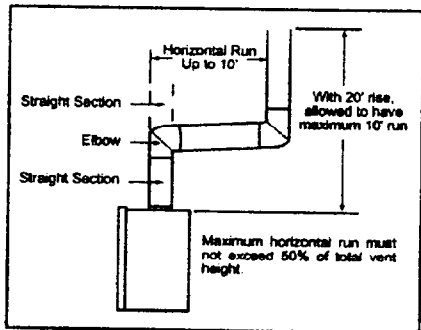 Horizontal Run
Up to 10'
Straight Section
With 20' rise,
allowed to have
maximum 10' run
Elbow
Straight Section
Maximum horizontal run must
not exceed 50% of total vent
height.